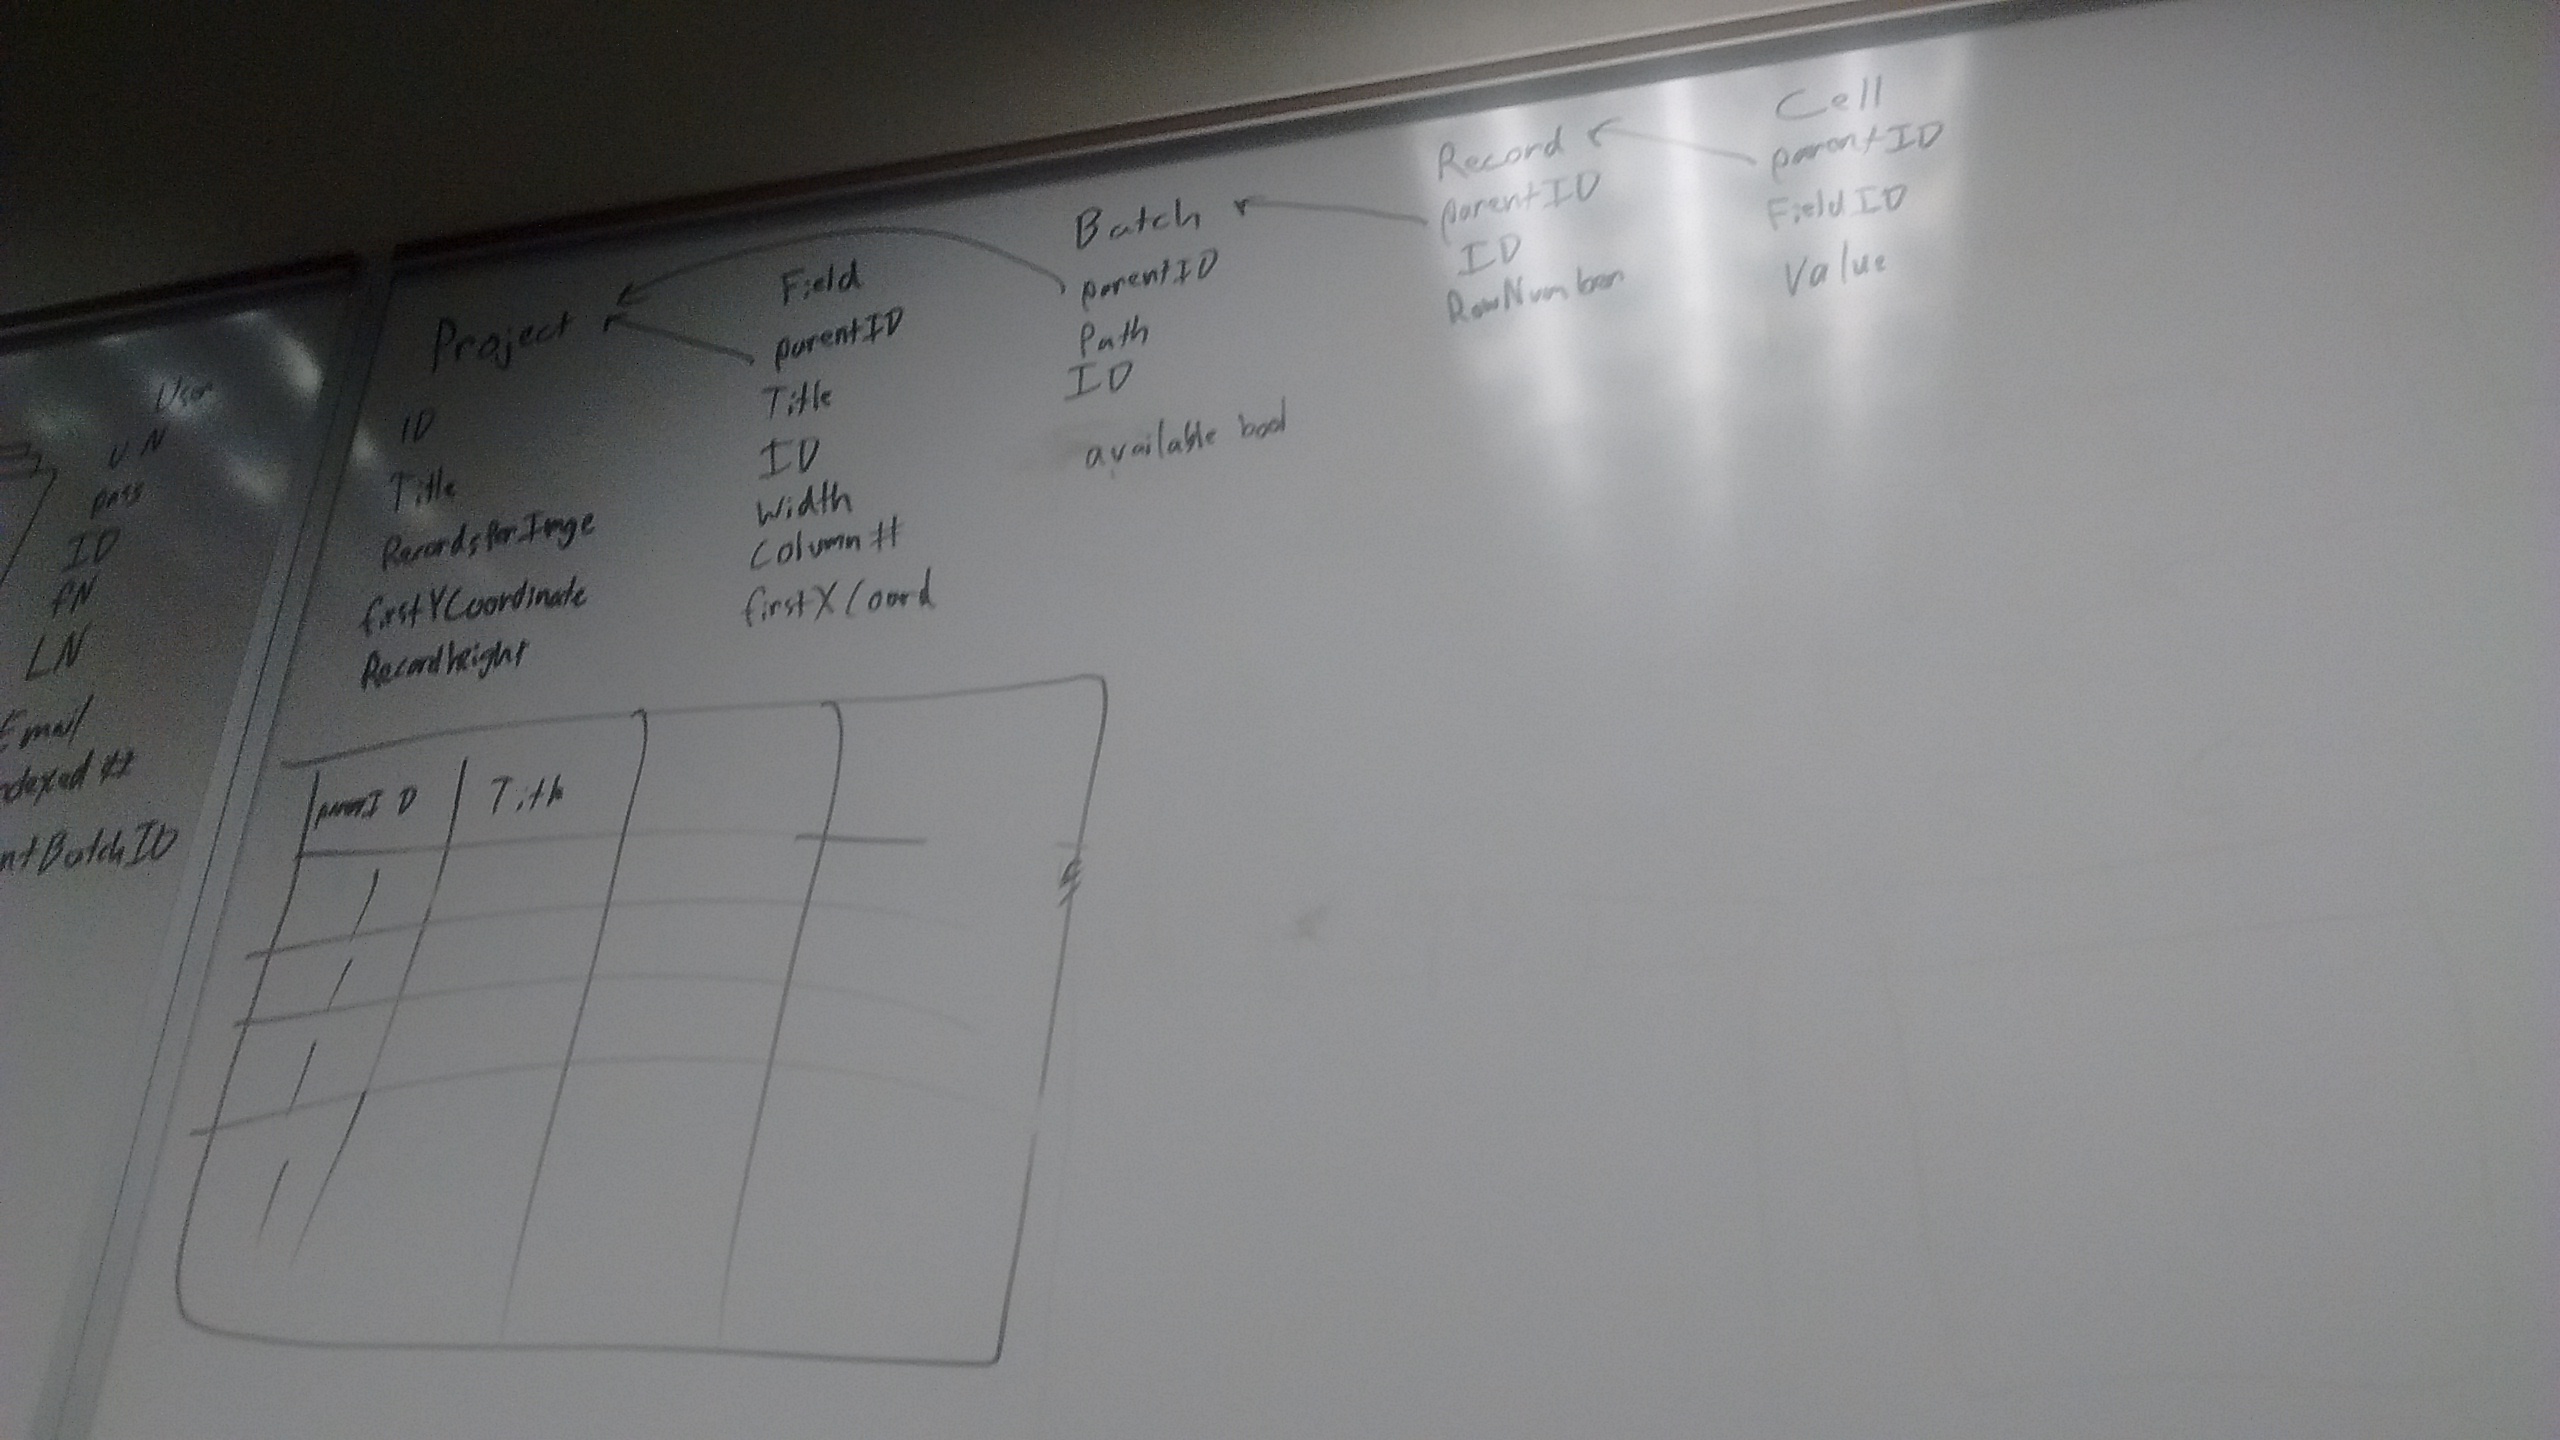 User
UN
pass
ID
FN
LN
Email
ndexed #
ntBatchID
Project
ID
Title
RecordsPerImge
firstYCoordinate
Recordheight
Field
parentID
Title
ID
Width
Column #
firstXCoord
Batch
parentID
Path
ID
available bool
Record
parentID
ID
RowNumber
Cell
parentID
FieldID
Value
parentID Title